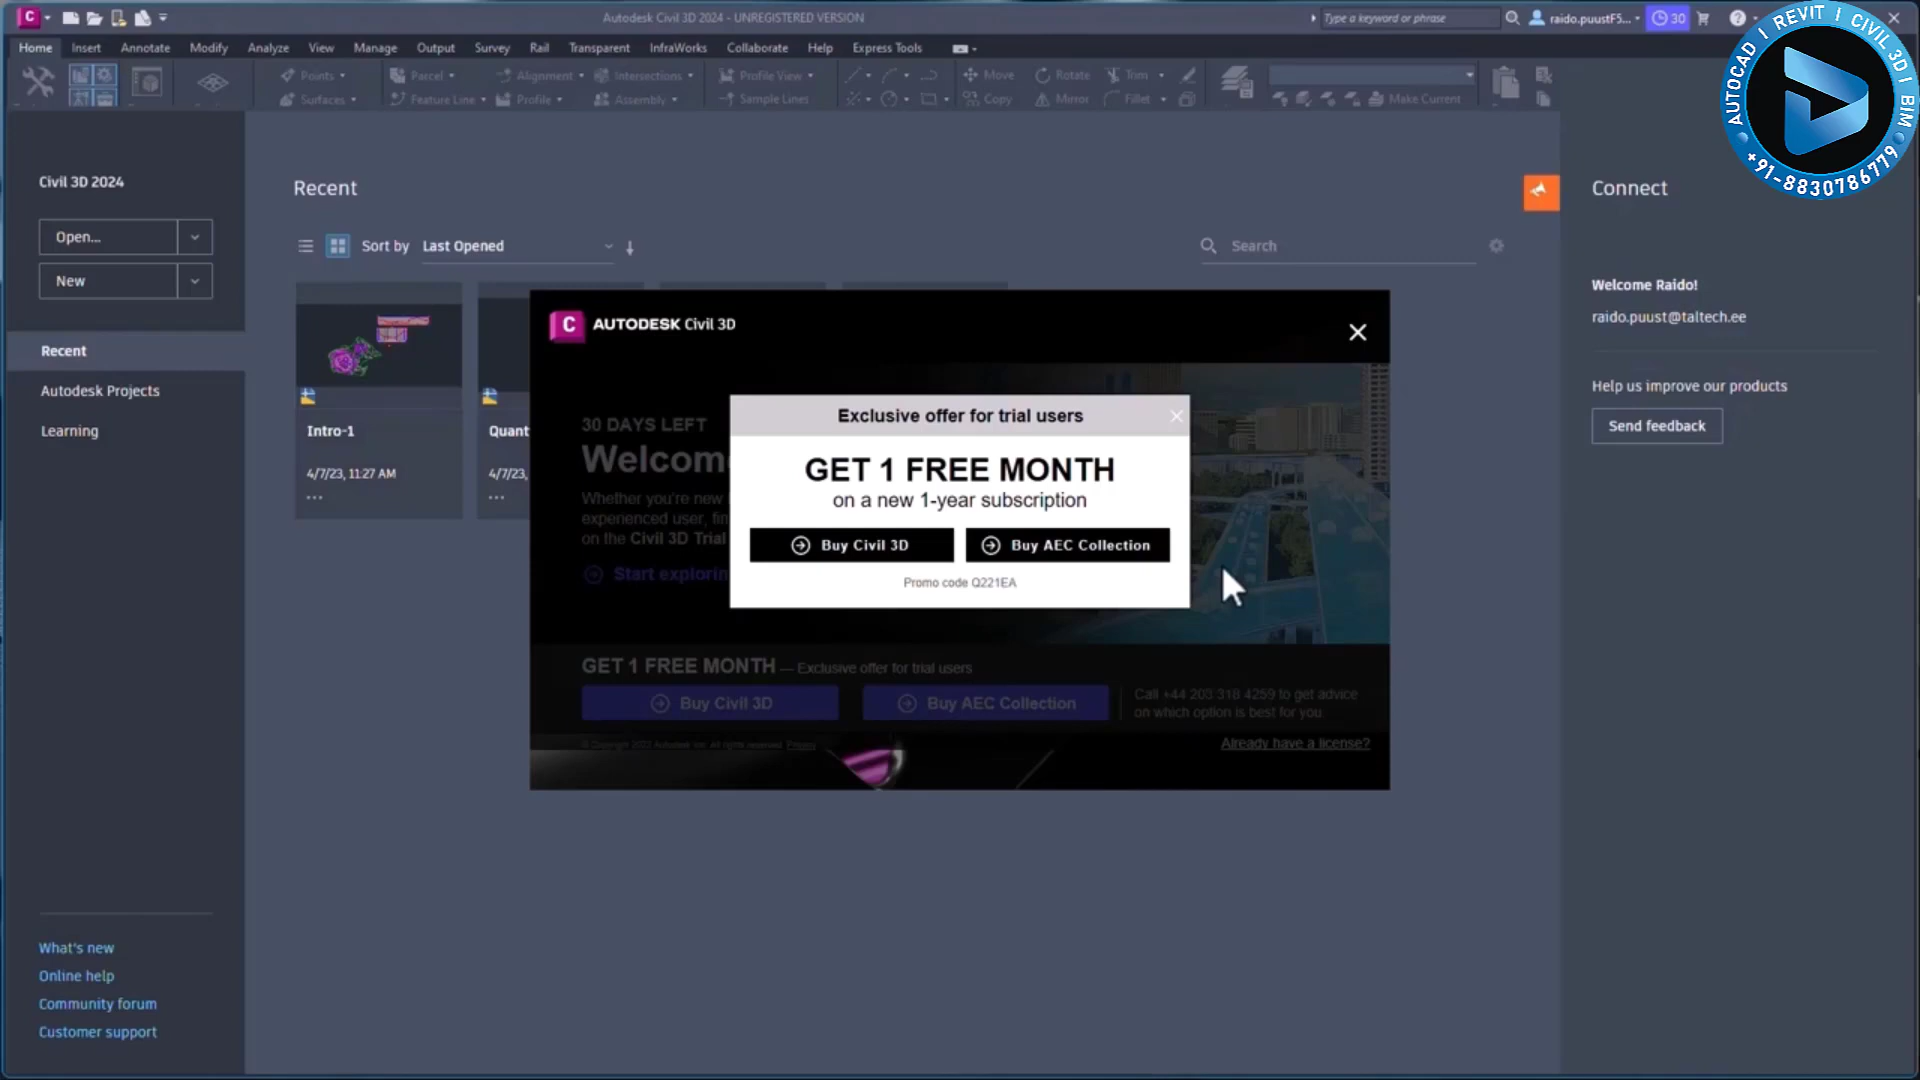 C
Autodesk Civil 3D 2024 - UNREGISTERED VERSION
Type a keyword or phrase
raido.puustF5...
30
Home Insert Annotate Modify Analyze View Manage Output Survey Rail Transparent InfraWorks Collaborate Help Express Tools
Points Parcel Alignment Intersections Profile View Move Rotate Trim
Surfaces Feature Line Profile Assembly Sample Lines Copy Mirror Fillet Make Current
AUTOCAD | REVIT | CIVIL 3D | BIM
+91-8830786779
Civil 3D 2024
Open...
New
Recent
Autodesk Projects
Learning
What's new
Online help
Community forum
Customer support
Recent
Sort by Last Opened
Search
Intro-1
4/7/23, 11:27 AM
...
Quant
4/7/23,
...
C AUTODESK Civil 3D
30 DAYS LEFT
Welcom
Whether you're new
experienced user, fin
on the Civil 3D Trial
Start explorin
Exclusive offer for trial users
GET 1 FREE MONTH
on a new 1-year subscription
Buy Civil 3D
Buy AEC Collection
Promo code Q221EA
GET 1 FREE MONTH — Exclusive offer for trial users
Buy Civil 3D
Buy AEC Collection
Call +44 203 318 4259 to get advice
on which option is best for you
Autodesk Inc. All rights reserved. Privacy
Already have a license?
Connect
Welcome Raido!
raido.puust@taltech.ee
Help us improve our products
Send feedback